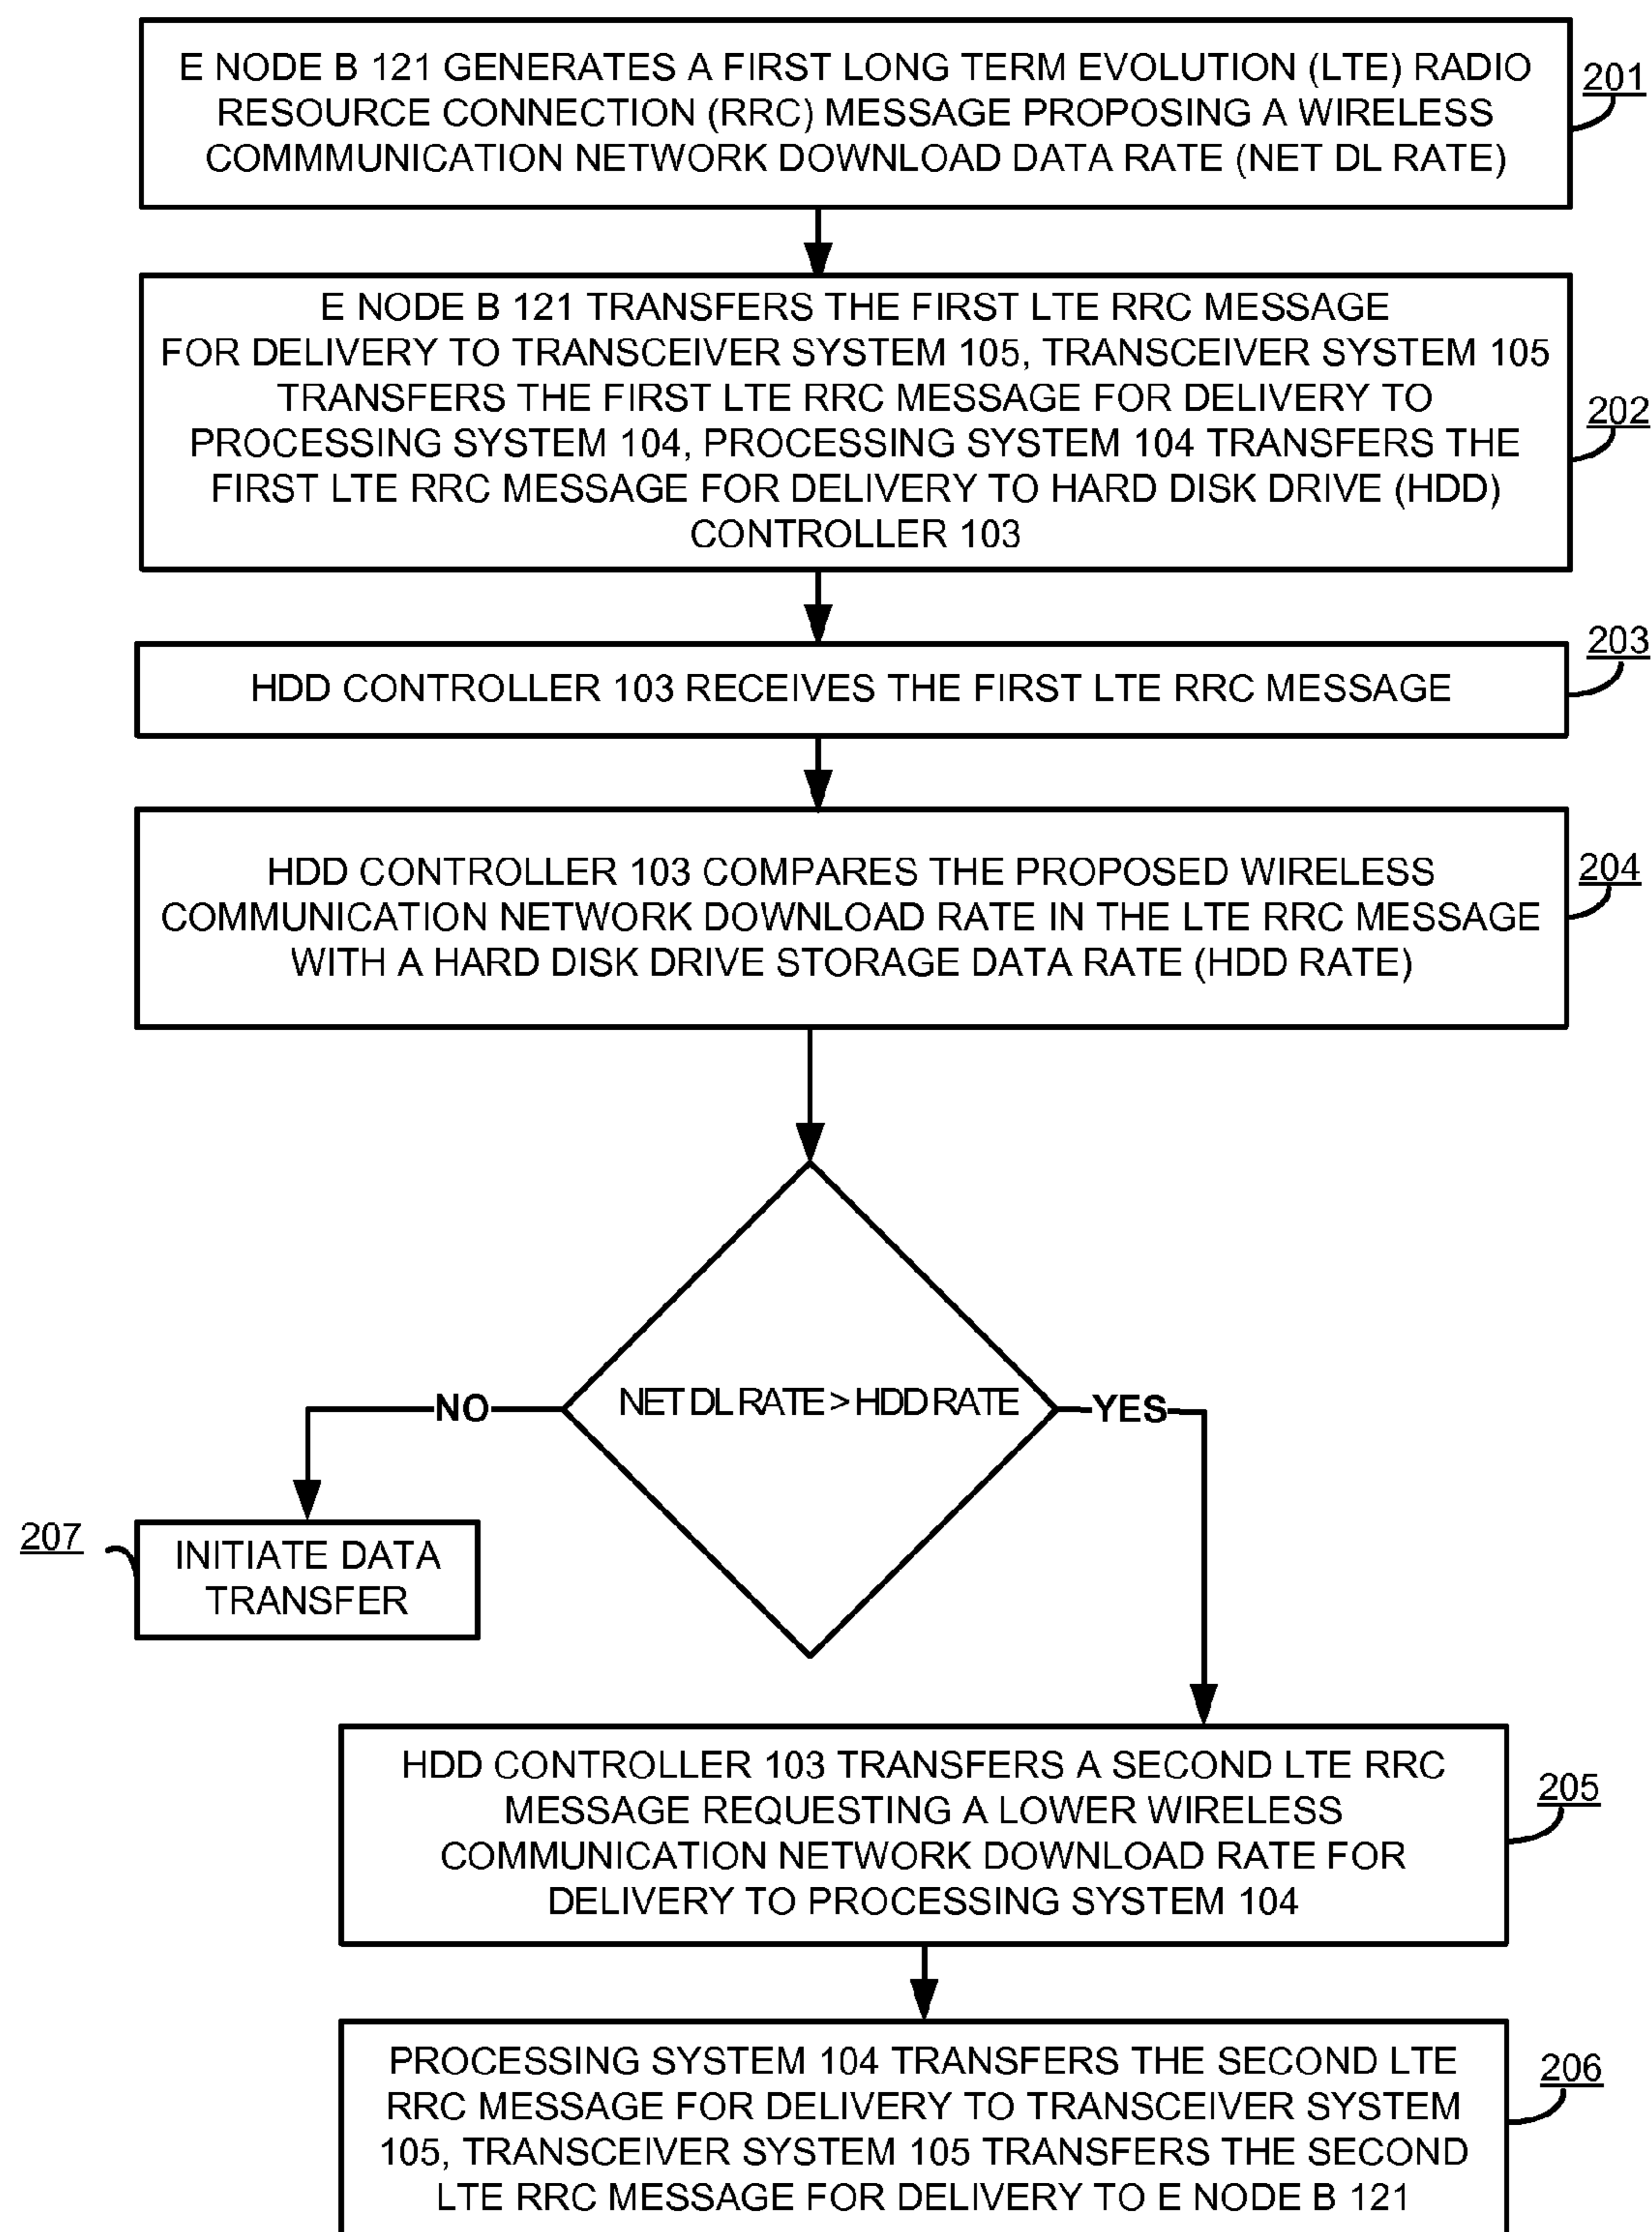 E NODE B 121 GENERATES A FIRST LONG TERM EVOLUTION (LTE) RADIO
RESOURCE CONNECTION (RRC) MESSAGE PROPOSING A WIRELESS
COMMMUNICATION NETWORK DOWNLOAD DATA RATE (NET DL RATE)
201
E NODE B 121 TRANSFERS THE FIRST LTE RRC MESSAGE
FOR DELIVERY TO TRANSCEIVER SYSTEM 105, TRANSCEIVER SYSTEM 105
TRANSFERS THE FIRST LTE RRC MESSAGE FOR DELIVERY TO
PROCESSING SYSTEM 104, PROCESSING SYSTEM 104 TRANSFERS THE
FIRST LTE RRC MESSAGE FOR DELIVERY TO HARD DISK DRIVE (HDD)
CONTROLLER 103
202
HDD CONTROLLER 103 RECEIVES THE FIRST LTE RRC MESSAGE
203
HDD CONTROLLER 103 COMPARES THE PROPOSED WIRELESS
COMMUNICATION NETWORK DOWNLOAD RATE IN THE LTE RRC MESSAGE
WITH A HARD DISK DRIVE STORAGE DATA RATE (HDD RATE)
204
NET DL RATE > HDD RATE
NO
YES
207
INITIATE DATA
TRANSFER
HDD CONTROLLER 103 TRANSFERS A SECOND LTE RRC
MESSAGE REQUESTING A LOWER WIRELESS
COMMUNICATION NETWORK DOWNLOAD RATE FOR
DELIVERY TO PROCESSING SYSTEM 104
205
PROCESSING SYSTEM 104 TRANSFERS THE SECOND LTE
RRC MESSAGE FOR DELIVERY TO TRANSCEIVER SYSTEM
105, TRANSCEIVER SYSTEM 105 TRANSFERS THE SECOND
LTE RRC MESSAGE FOR DELIVERY TO E NODE B 121
206